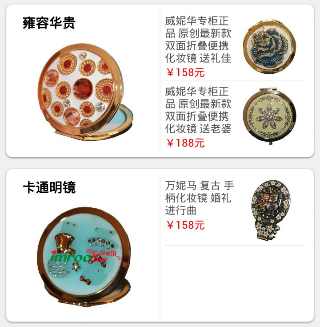 雍容华贵
威妮华专柜正
品 原创最新款
双面折叠便携
化妆镜 送礼佳
￥158元
威妮华专柜正
品 原创最新款
双面折叠便携
化妆镜 送老婆
￥188元
卡通明镜
万妮马 复古 手
柄化妆镜 婚礼
进行曲
￥158元